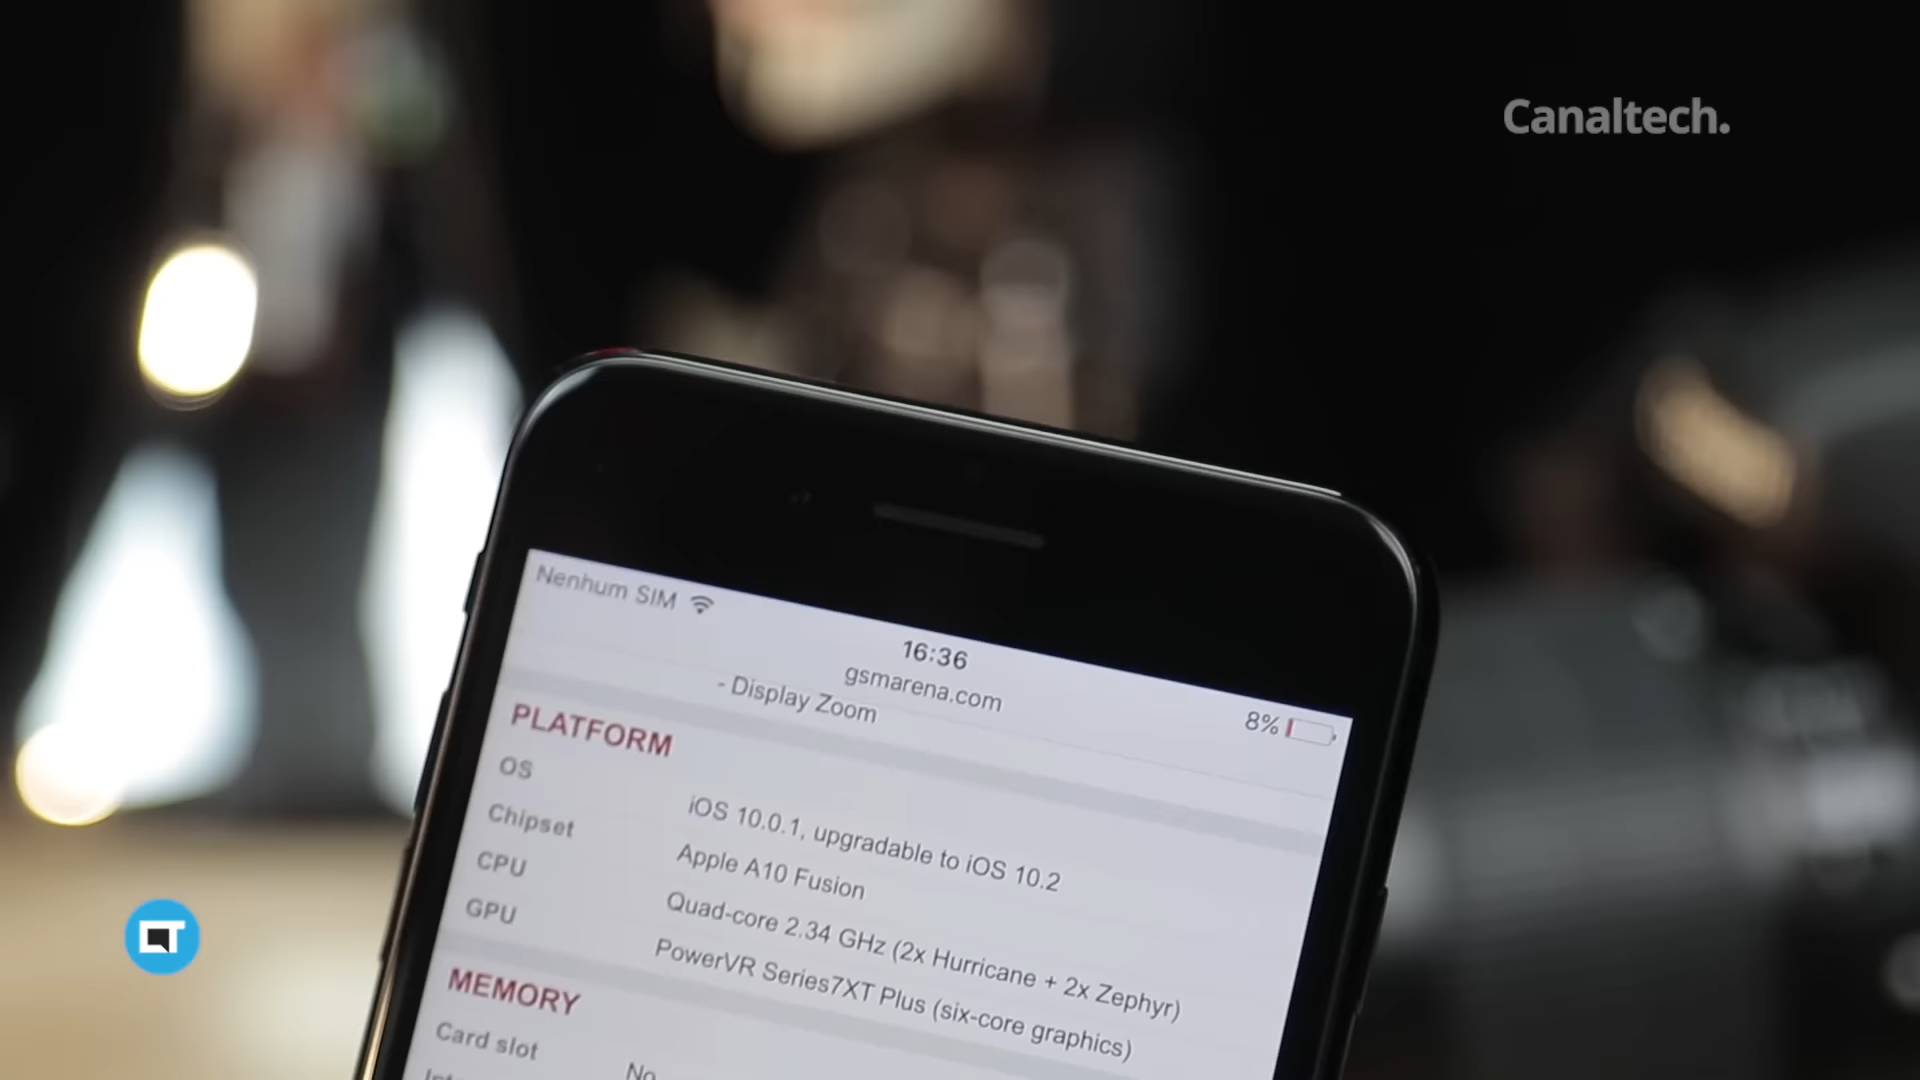 Canaltech.
Nenhum SIM
16:36
gsmarena.com
8%
- Display Zoom
PLATFORM
OS iOS 10.0.1, upgradable to iOS 10.2
Chipset Apple A10 Fusion
CPU Quad-core 2.34 GHz (2x Hurricane + 2x Zephyr)
GPU PowerVR Series7XT Plus (six-core graphics)
MEMORY
Card slot No
CT